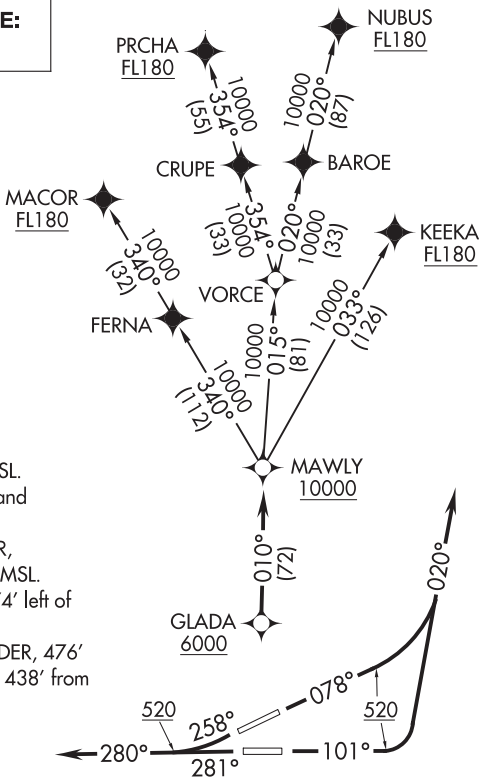 E:
NUBUS
FL180
PRCHA
FL180
10000
354°
(55)
10000
020°
(87)
CRUPE
BAROE
MACOR
FL180
10000
340°
(32)
354°
10000
(33)
020°
10000
(33)
KEEKA
FL180
VORCE
FERNA
10000
033°
(126)
10000
015°
(81)
10000
340°
(112)
MAWLY
10000
SL.
and
010°
(72)
R,
MSL.
4' left of
020°
GLADA
6000
DER, 476'
438' from
078°
520
258°
520
280°
281°
101°